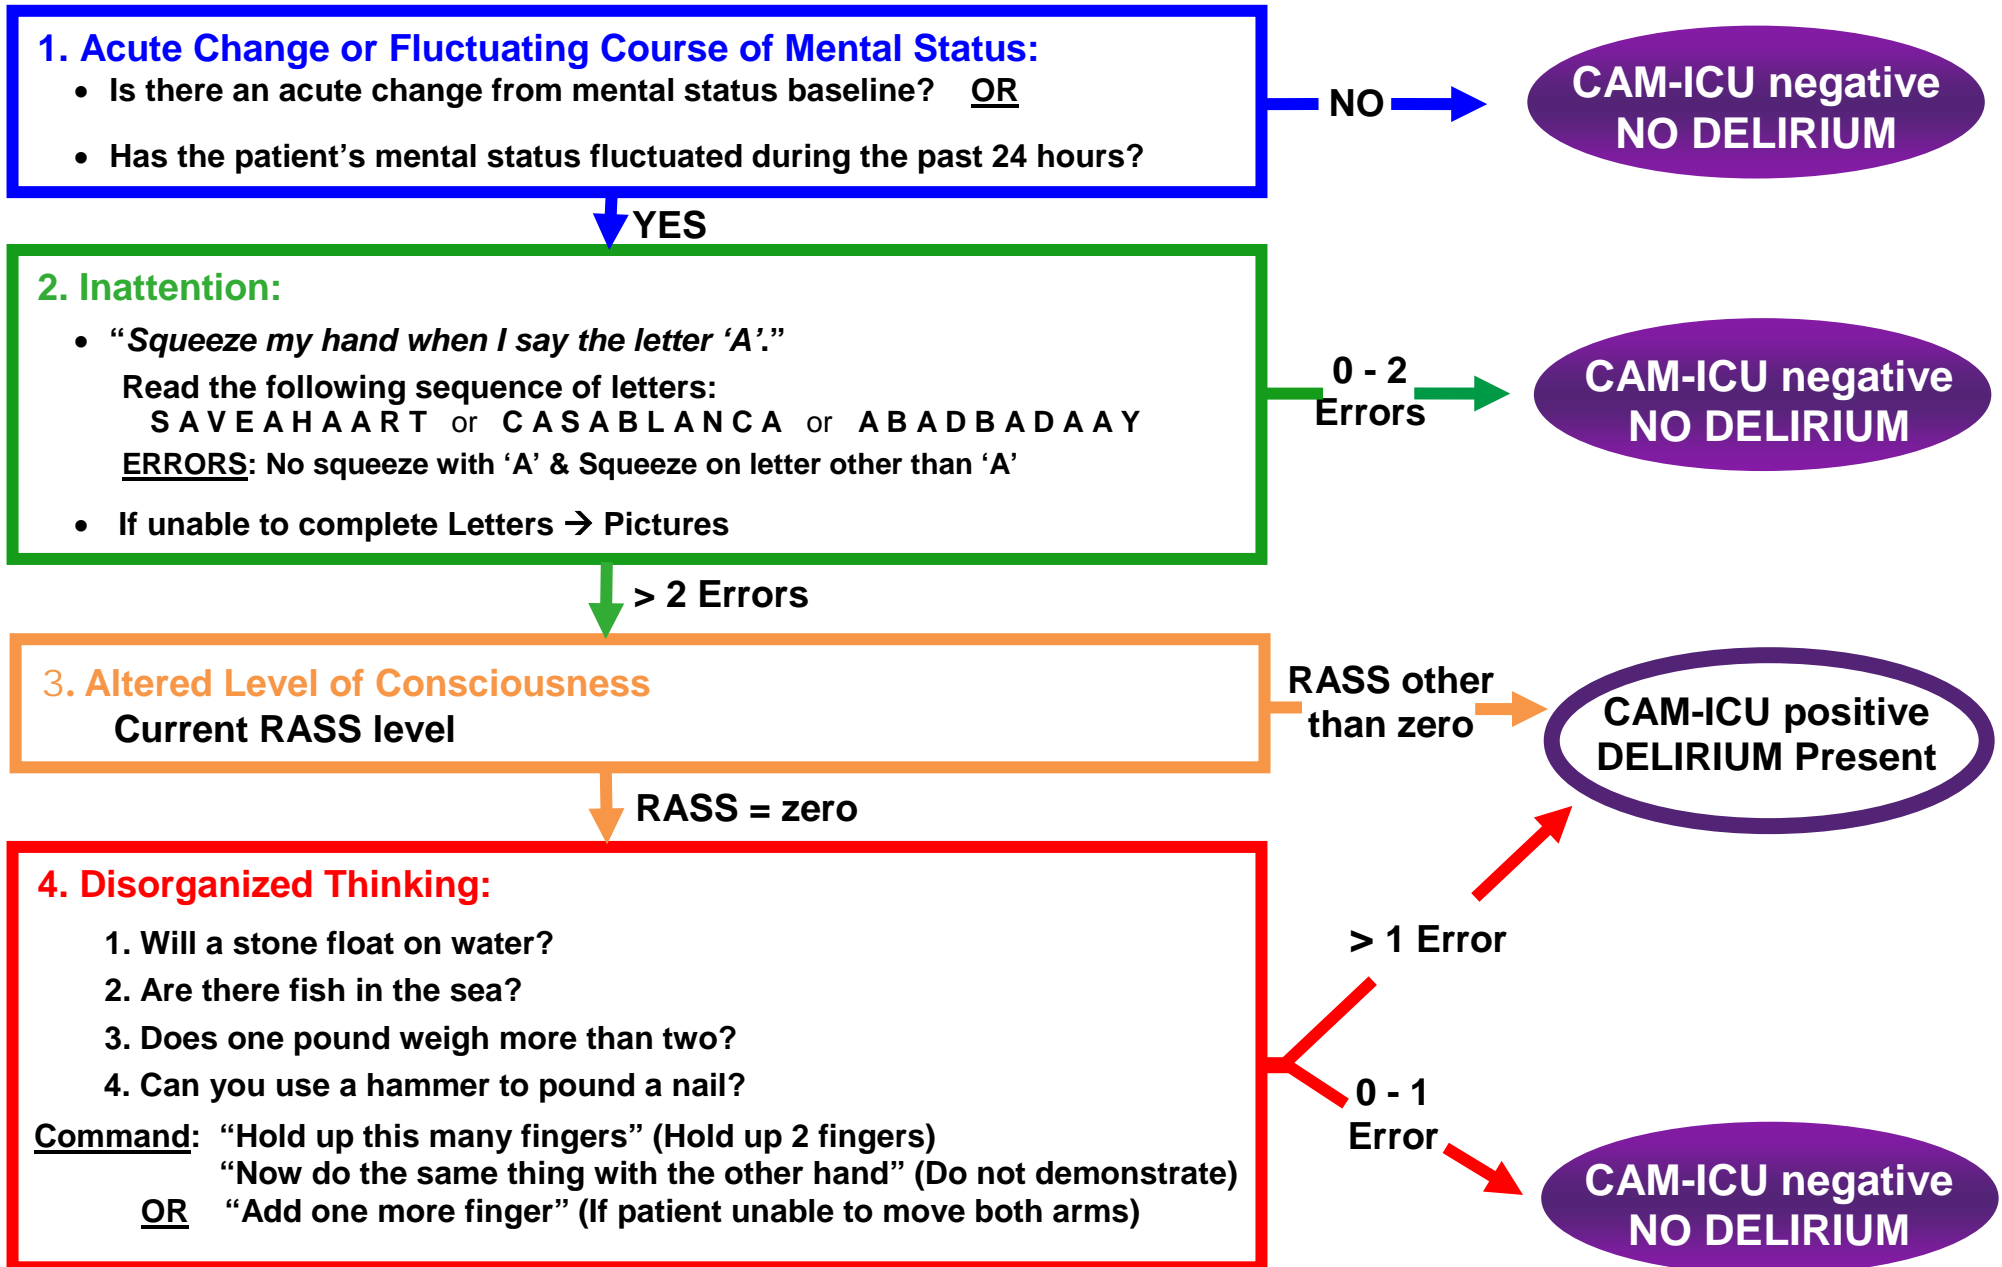 1. Acute Change or Fluctuating Course of Mental Status:
• Is there an acute change from mental status baseline? OR
• Has the patient’s mental status fluctuated during the past 24 hours?
NO
CAM-ICU negative
NO DELIRIUM
YES
2. Inattention:
• “Squeeze my hand when I say the letter ‘A’.”
Read the following sequence of letters:
S A V E A H A A R T or C A S A B L A N C A or A B A D B A D A A Y
ERRORS: No squeeze with ‘A’ & Squeeze on letter other than ‘A’
• If unable to complete Letters → Pictures
0 - 2
Errors
CAM-ICU negative
NO DELIRIUM
> 2 Errors
3. Altered Level of Consciousness
Current RASS level
RASS other
than zero
CAM-ICU positive
DELIRIUM Present
RASS = zero
4. Disorganized Thinking:
1. Will a stone float on water?
2. Are there fish in the sea?
3. Does one pound weigh more than two?
4. Can you use a hammer to pound a nail?
Command: “Hold up this many fingers” (Hold up 2 fingers)
“Now do the same thing with the other hand” (Do not demonstrate)
OR “Add one more finger” (If patient unable to move both arms)
> 1 Error
0 - 1
Error
CAM-ICU negative
NO DELIRIUM